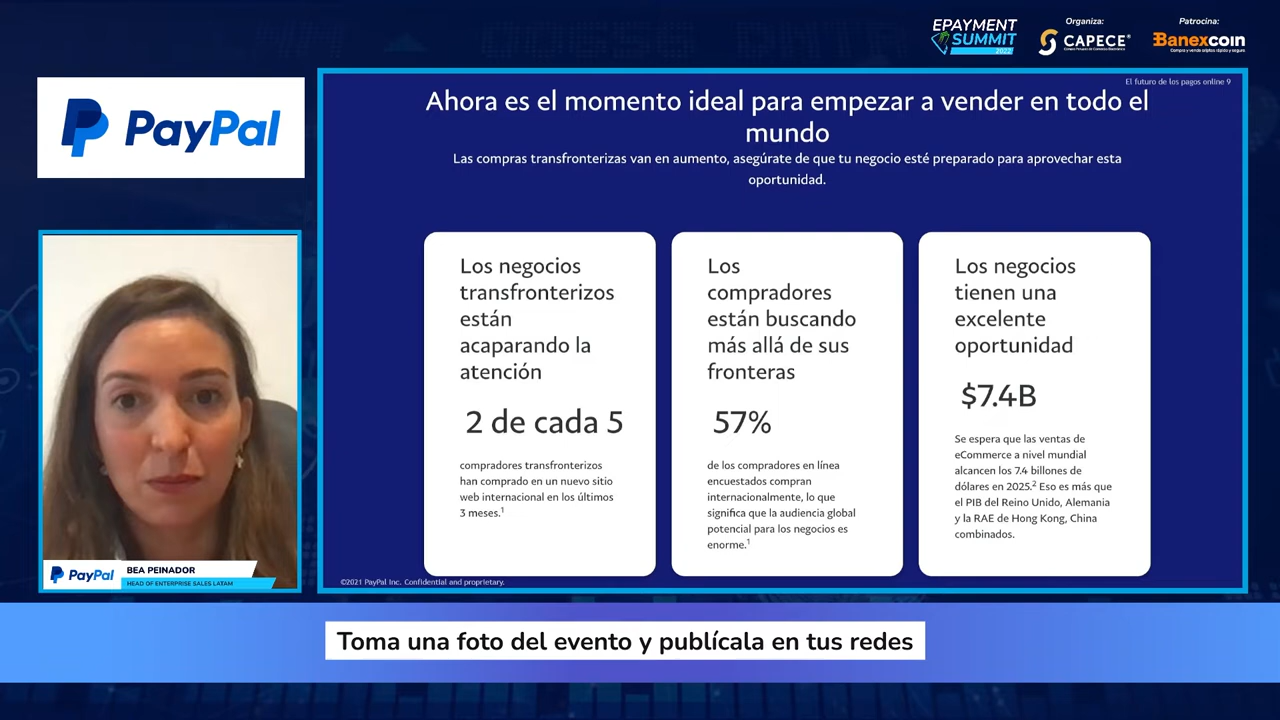 EPAYMENT
SUMMIT
2022
Organiza:
CAPECE
Patrocina:
Banexcoin
Compra y vende criptos rápido y seguro
PayPal
El futuro de los pagos online 9
Ahora es el momento ideal para empezar a vender en todo el
mundo
Las compras transfronterizas van en aumento, asegúrate de que tu negocio esté preparado para aprovechar esta
oportunidad.
Los negocios
transfronterizos
están
acaparando la
atención
2 de cada 5
compradores transfronterizos
han comprado en un nuevo sitio
web internacional en los últimos
3 meses.1
Los
compradores
están buscando
más allá de sus
fronteras
57%
de los compradores en línea
encuestados compran
internacionalmente, lo que
significa que la audiencia global
potencial para los negocios es
enorme.1
Los negocios
tienen una
excelente
oportunidad
$7.4B
Se espera que las ventas de
eCommerce a nivel mundial
alcancen los 7.4 billones de
dólares en 2025.2 Eso es más que
el PIB del Reino Unido, Alemania
y la RAE de Hong Kong, China
combinados.
©2021 PayPal Inc. Confidential and proprietary.
PayPal
BEA PEINADOR
HEAD OF ENTERPRISE SALES LATAM
Toma una foto del evento y publícala en tus redes